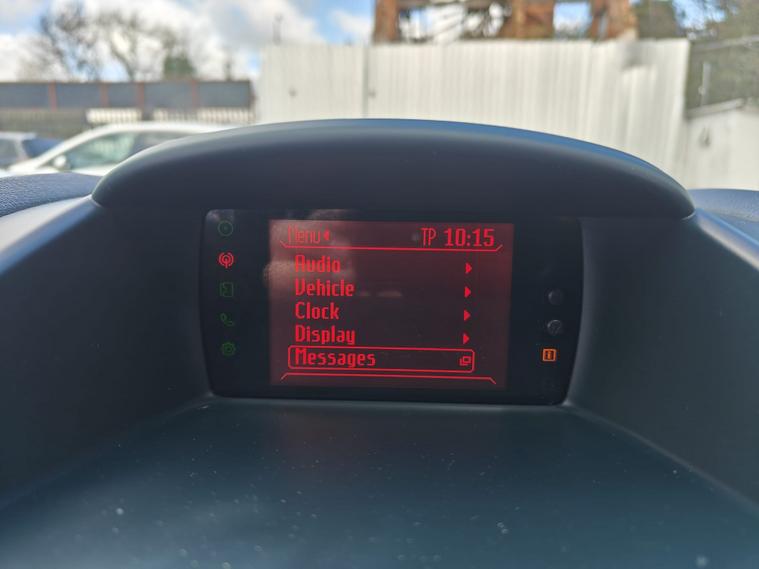 Menu
TP 10:15
Audio
Vehicle
Clock
Display
Messages